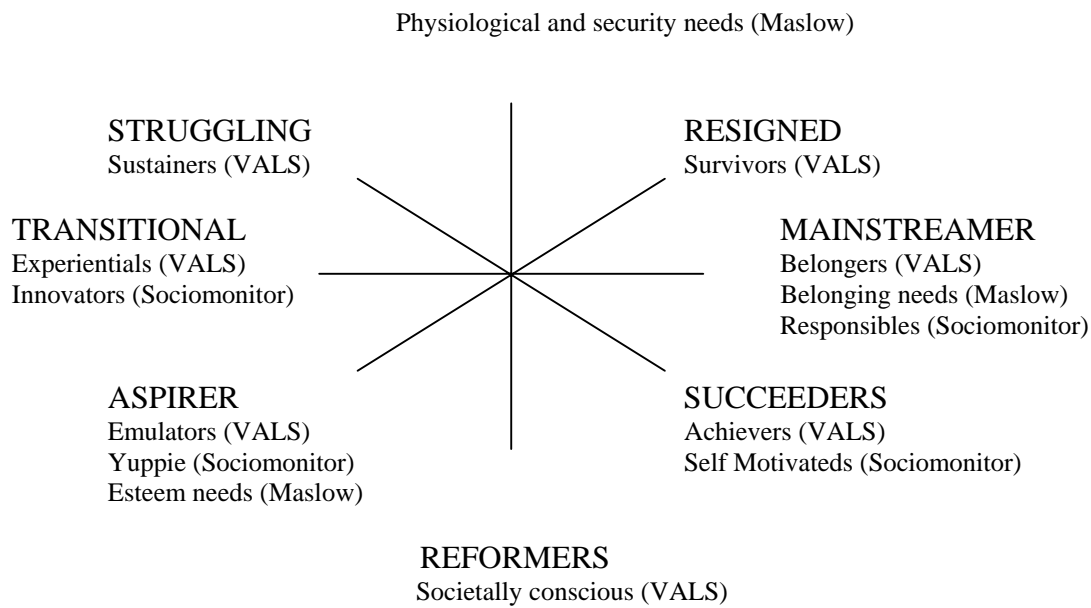 Physiological and security needs (Maslow)
STRUGGLING
Sustainers (VALS)
RESIGNED
Survivors (VALS)
TRANSITIONAL
Experientials (VALS)
Innovators (Sociomonitor)
MAINSTREAMER
Belongers (VALS)
Belonging needs (Maslow)
Responsibles (Sociomonitor)
ASPIRER
Emulators (VALS)
Yuppie (Sociomonitor)
Esteem needs (Maslow)
SUCCEEDERS
Achievers (VALS)
Self Motivateds (Sociomonitor)
REFORMERS
Societally conscious (VALS)